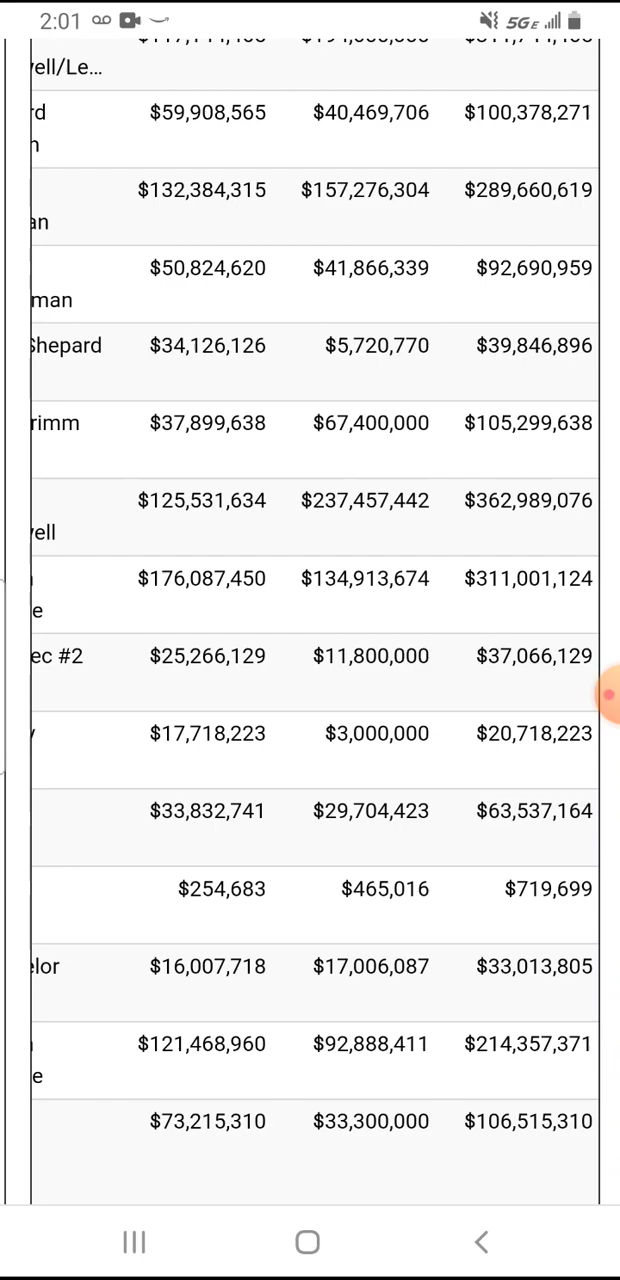 2:01 5GE
ell/Le...
rd $59,908,565 $40,469,706 $100,378,271
n
$132,384,315 $157,276,304 $289,660,619
an
$50,824,620 $41,866,339 $92,690,959
man
Shepard $34,126,126 $5,720,770 $39,846,896
rimm $37,899,638 $67,400,000 $105,299,638
$125,531,634 $237,457,442 $362,989,076
ell
$176,087,450 $134,913,674 $311,001,124
e
ec #2 $25,266,129 $11,800,000 $37,066,129
$17,718,223 $3,000,000 $20,718,223
$33,832,741 $29,704,423 $63,537,164
$254,683 $465,016 $719,699
elor $16,007,718 $17,006,087 $33,013,805
$121,468,960 $92,888,411 $214,357,371
e
$73,215,310 $33,300,000 $106,515,310